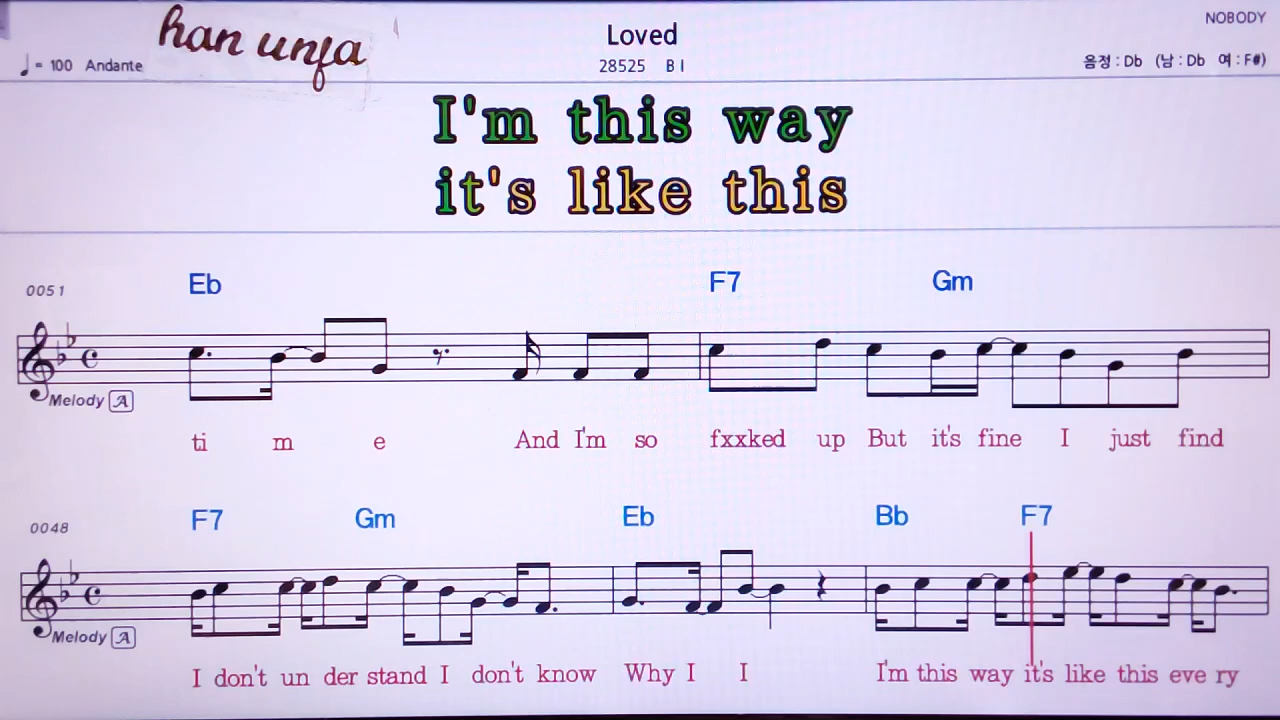 han unfa
Loved
NOBODY
♩= 100 Andante
28525 B I
음정 : Db (남 : Db 여 : F#)
I'm this way
it's like this
0051
Eb F7 Gm
Melody A
ti m e And I'm so fxxked up But it's fine I just find
0048
F7 Gm Eb Bb F7
Melody A
I don't un der stand I don't know Why I I I'm this way it's like this eve ry